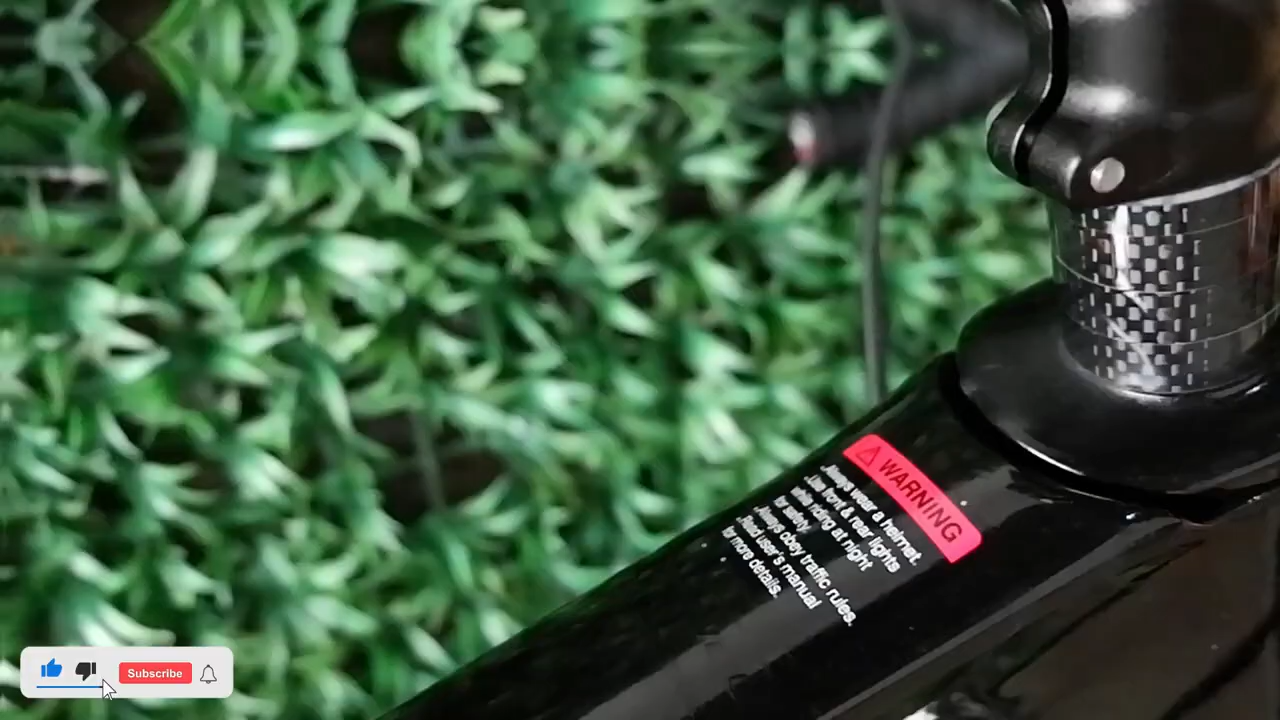 WARNING
Always wear a helmet.
Use front & rear lights
while riding at night
for safety.
Always obey traffic rules.
Read user's manual
for more details.
Subscribe